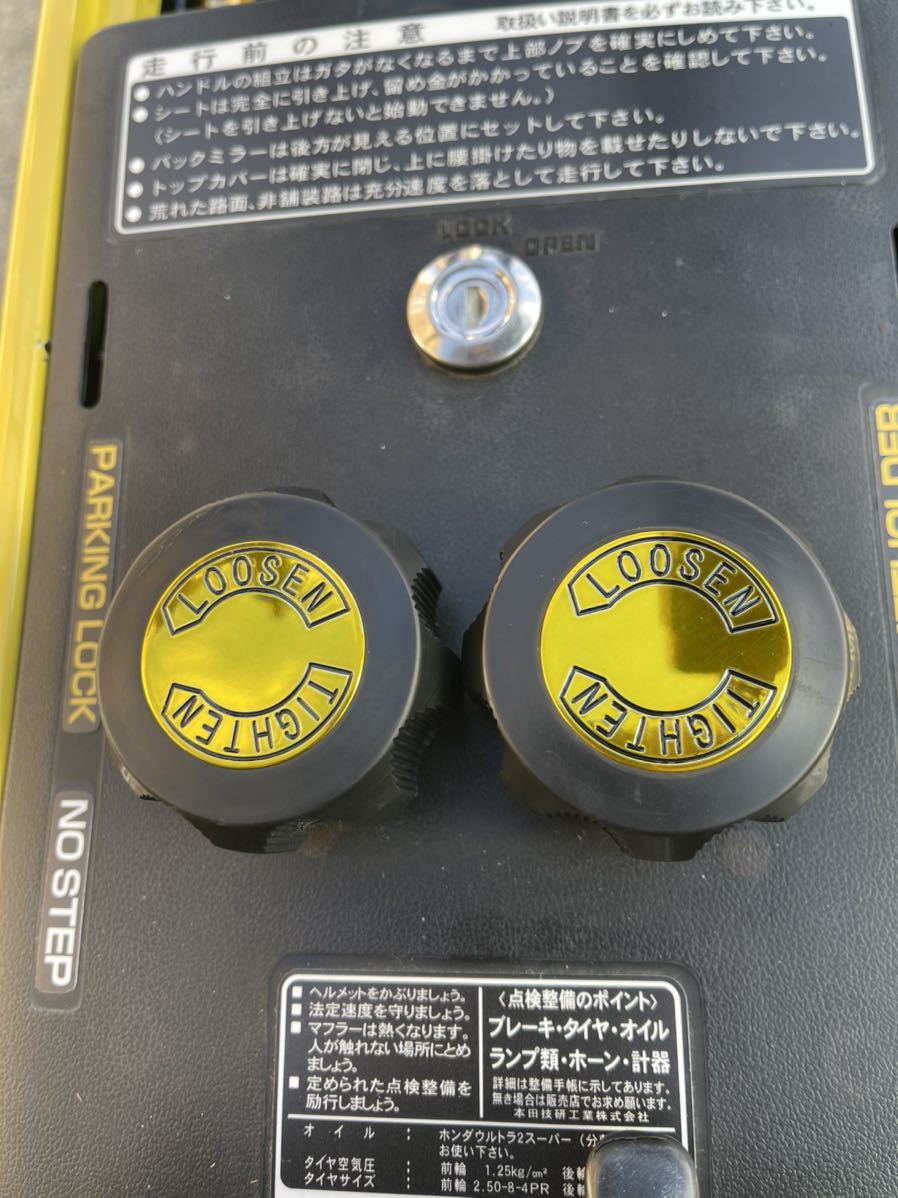 走行前の注意 取扱い説明書を必ずお読み下さい。
●ハンドルの組立はガタがなくなるまで上部ノブを確実にしめて下さい。
●シートは完全に引き上げ、留め金がかかっていることを確認して下さい。
(シートを引き上げないと始動できません。)
●バックミラーは後方が見える位置にセットして下さい。
●トップカバーは確実に閉じ、上に腰掛けたり物を載せたりしないで下さい。
●荒れた路面、非舗装路は充分速度を落として走行して下さい。
LOCK
OPEN
PARKING LOCK
NO STEP
LOOSEN
TIGHTEN
LOOSEN
TIGHTEN
■ヘルメットをかぶりましょう。
■法定速度を守りましょう。
■マフラーは熱くなります。
人が触れない場所にとめ
ましょう。
■定められた点検整備を
励行しましょう。
〈点検整備のポイント〉
ブレーキ・タイヤ・オイル
ランプ類・ホーン・計器
詳細は整備手帳に示してあります。
無き場合は販売店でお求め願います。
本田技研工業株式会社
オイル : ホンダウルトラ2スーパー
お使い下さい。
タイヤ空気圧 : 前輪 1.25kg/cm² 後輪
タイヤサイズ : 前輪 2.50-8-4PR 後輪